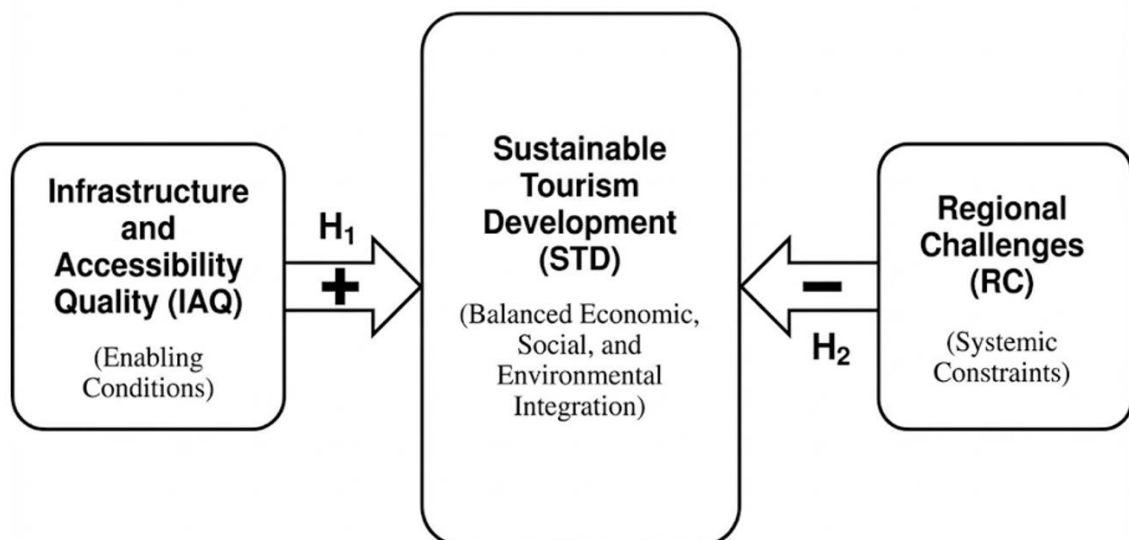 Infrastructure
and
Accessibility
Quality (IAQ)
(Enabling
Conditions)
H₁
+
Sustainable
Tourism
Development
(STD)
(Balanced Economic,
Social, and
Environmental
Integration)
−
H₂
Regional
Challenges
(RC)
(Systemic
Constraints)